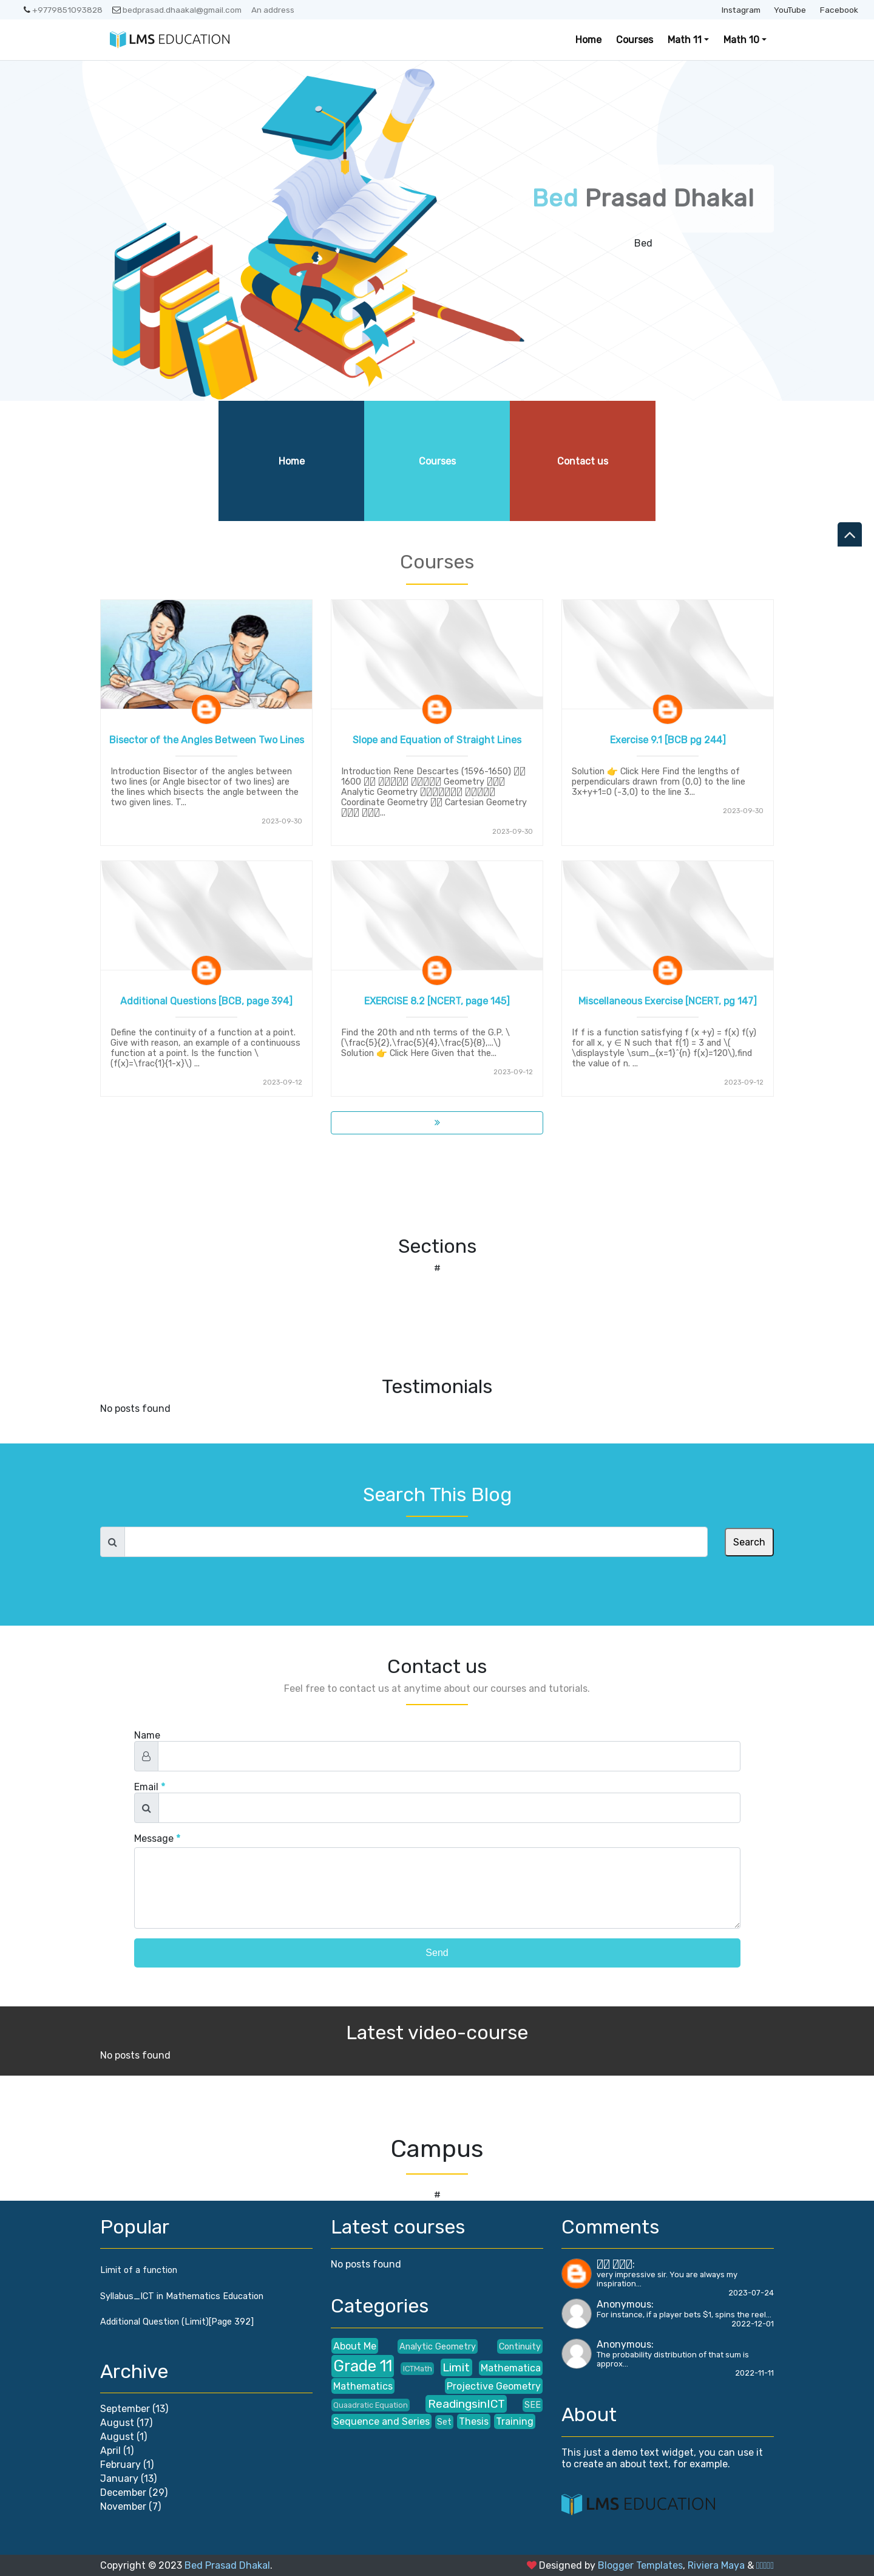 +9779851093828 bedprasad.dhaakal@gmail.com An address
Instagram YouTube Facebook
LMS EDUCATION
Home Courses Math 11 Math 10
Bed Prasad Dhakal
Bed
Home Courses Contact us
Courses
Bisector of the Angles Between Two Lines
Introduction Bisector of the angles between
two lines (or Angle bisector of two lines) are
the lines which bisects the angle between the
two given lines. T...
2023-09-30
Slope and Equation of Straight Lines
Introduction Rene Descartes (1596-1650)
1600 Geometry
Analytic Geometry
Coordinate Geometry Cartesian Geometry
...
2023-09-30
Exercise 9.1 [BCB pg 244]
Solution 👉 Click Here Find the lengths of
perpendiculars drawn from (0,0) to the line
3x+y+1=0 (-3,0) to the line 3...
2023-09-30
Additional Questions [BCB, page 394]
Define the continuity of a function at a point.
Give with reason, an example of a continuouss
function at a point. Is the function \
(f(x)=\frac{1}{1-x}\) ...
2023-09-12
EXERCISE 8.2 [NCERT, page 145]
Find the 20th and nth terms of the G.P. \
(\frac{5}{2},\frac{5}{4},\frac{5}{8},...\)
Solution 👉 Click Here Given that the...
2023-09-12
Miscellaneous Exercise [NCERT, pg 147]
If f is a function satisfying f (x +y) = f(x) f(y)
for all x, y ∈ N such that f(1) = 3 and \(
\displaystyle \sum_{x=1}^{n} f(x)=120\),find
the value of n. ...
2023-09-12
»
Sections
#
Testimonials
No posts found
Search This Blog
Search
Contact us
Feel free to contact us at anytime about our courses and tutorials.
Name
Email *
Message *
Send
Latest video-course
No posts found
Campus
#
Popular
Limit of a function
Syllabus_ICT in Mathematics Education
Additional Question (Limit)[Page 392]
Archive
September (13)
August (17)
August (1)
April (1)
February (1)
January (13)
December (29)
November (7)
Latest courses
No posts found
Categories
About Me Analytic Geometry Continuity
Grade 11 ICTMath Limit Mathematica
Mathematics Projective Geometry
Quaadratic Equation ReadingsinICT SEE
Sequence and Series Set Thesis Training
Comments
:
very impressive sir. You are always my
inspiration...
2023-07-24
Anonymous:
For instance, if a player bets $1, spins the reel...
2022-12-01
Anonymous:
The probability distribution of that sum is
approx...
2022-11-11
About
This just a demo text widget, you can use it
to create an about text, for example.
LMS EDUCATION
Copyright © 2023 Bed Prasad Dhakal.
Designed by Blogger Templates, Riviera Maya &